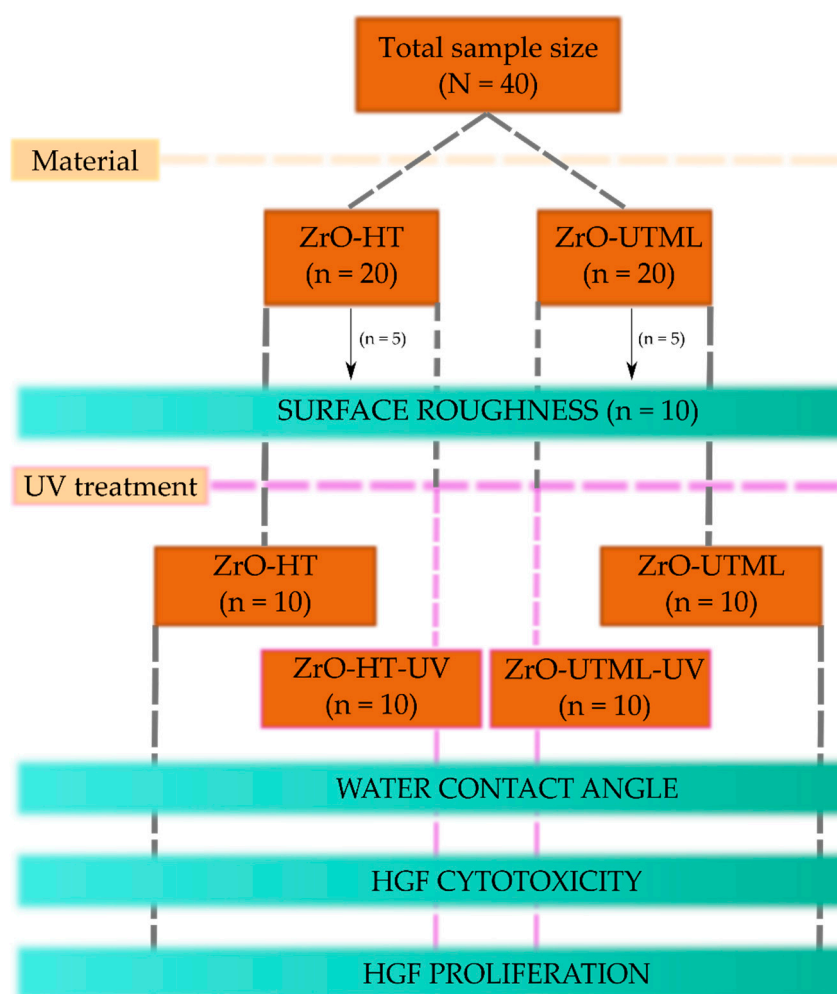 Total sample size
(N = 40)
Material
ZrO-HT
(n = 20)
ZrO-UTML
(n = 20)
(n = 5)
(n = 5)
SURFACE ROUGHNESS (n = 10)
UV treatment
ZrO-HT
(n = 10)
ZrO-UTML
(n = 10)
ZrO-HT-UV
(n = 10)
ZrO-UTML-UV
(n = 10)
WATER CONTACT ANGLE
HGF CYTOTOXICITY
HGF PROLIFERATION